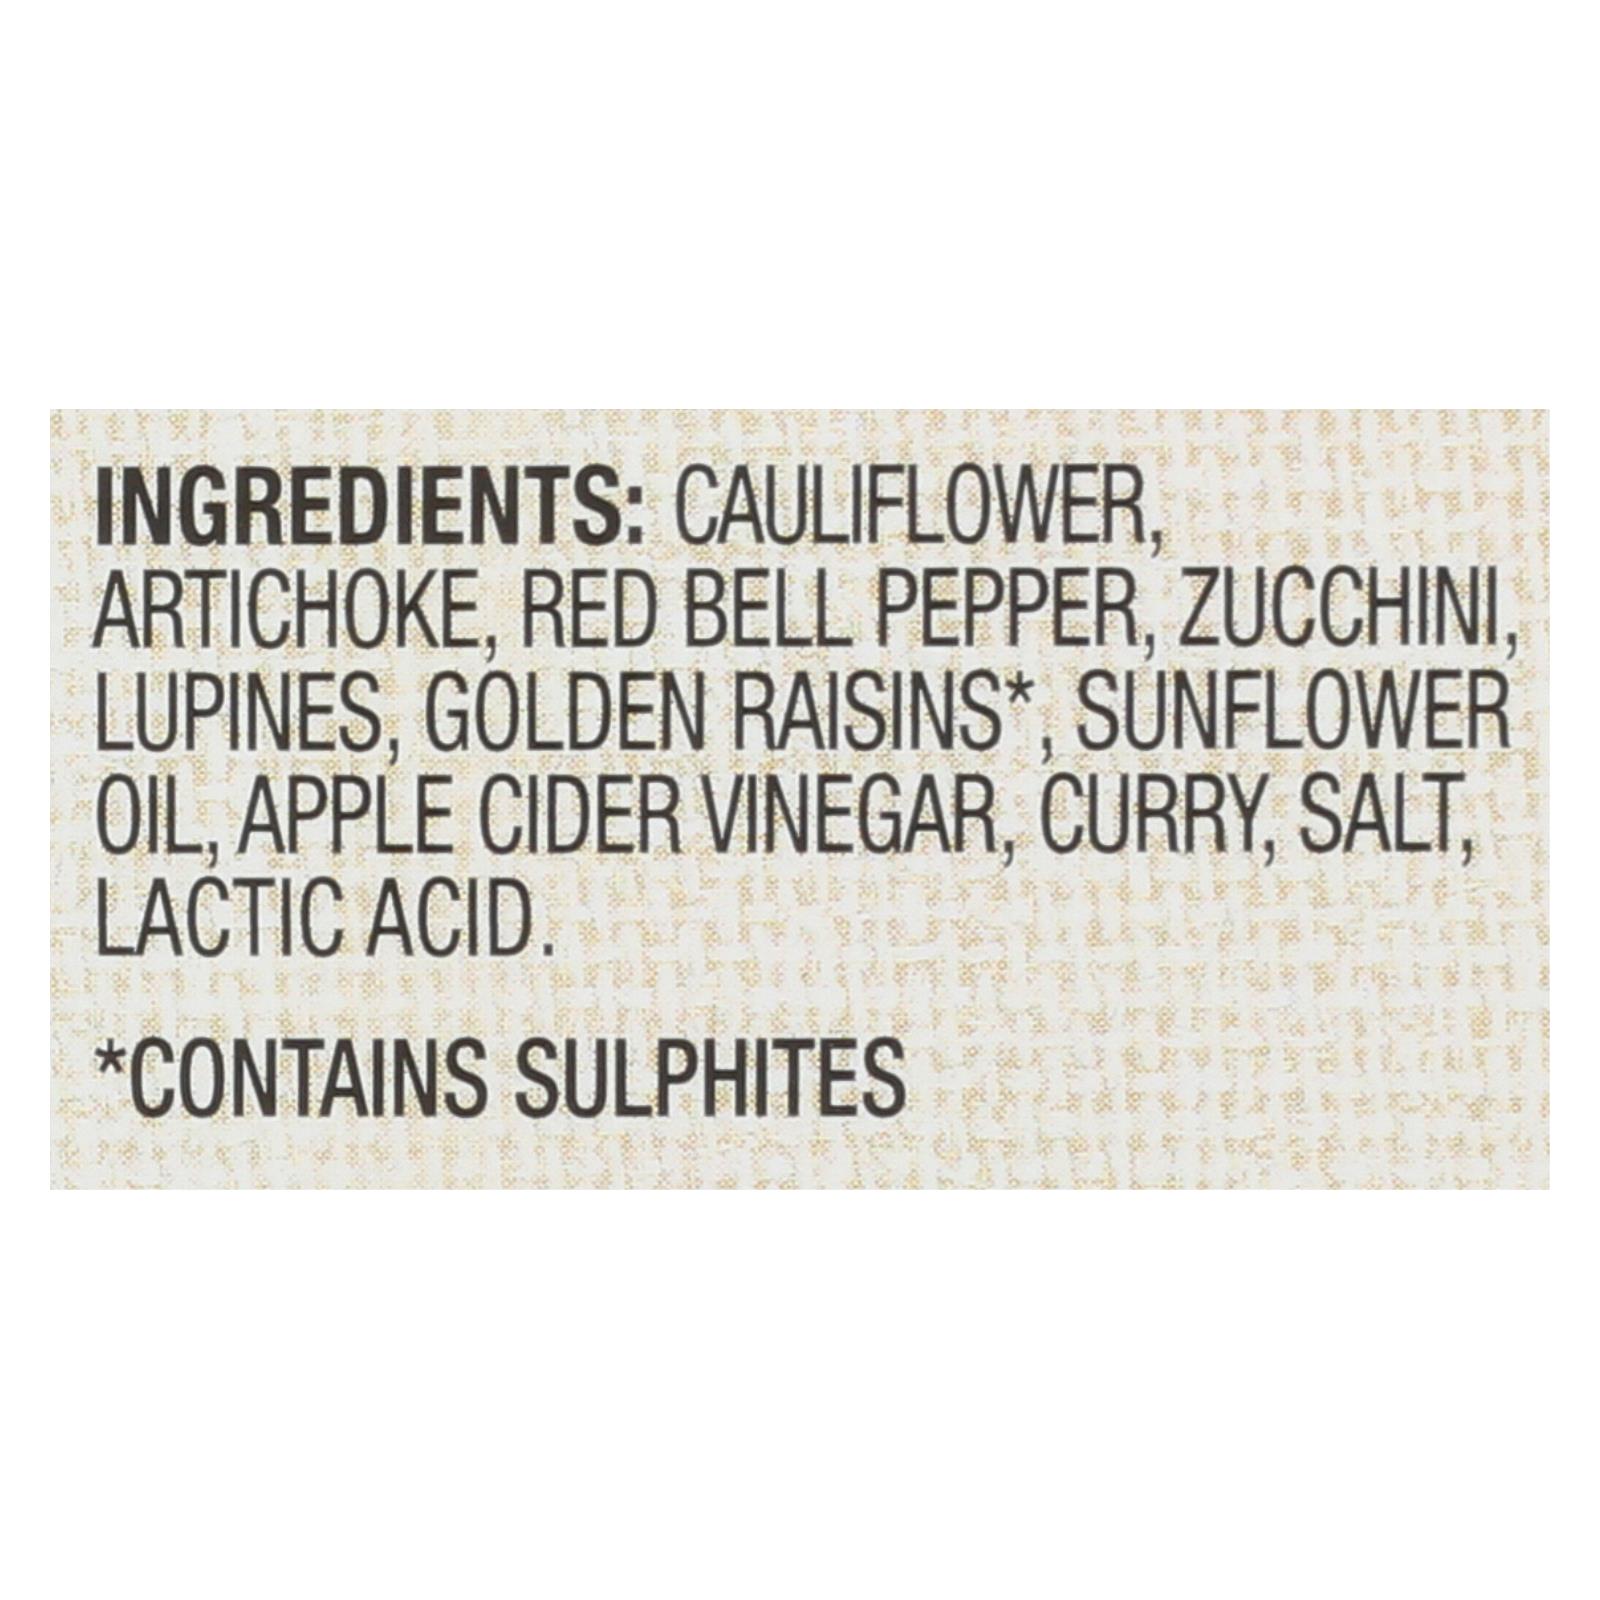 INGREDIENTS: CAULIFLOWER,
ARTICHOKE, RED BELL PEPPER, ZUCCHINI,
LUPINES, GOLDEN RAISINS*, SUNFLOWER
OIL, APPLE CIDER VINEGAR, CURRY, SALT,
LACTIC ACID.
*CONTAINS SULPHITES